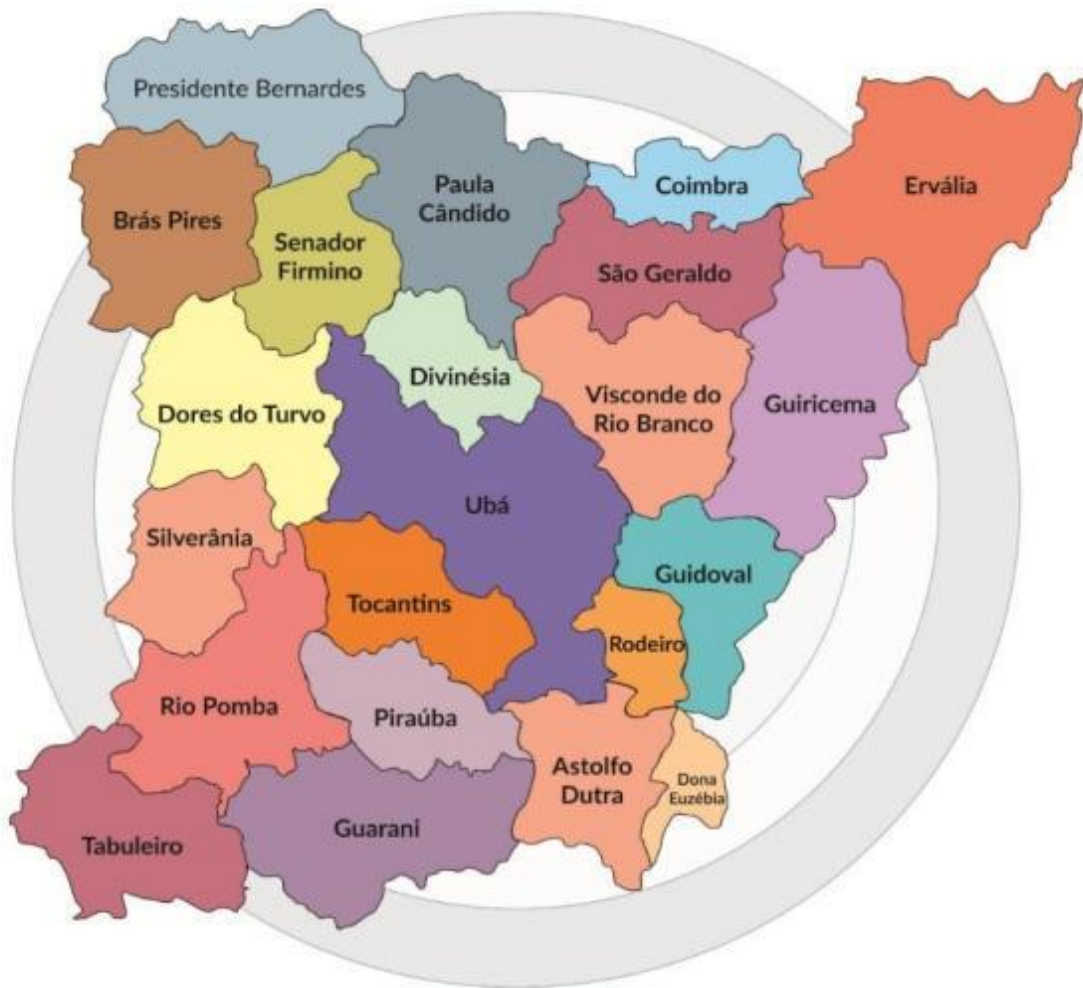 Presidente Bernardes
Paula
Cândido
Coimbra
Ervália
Brás Pires
Senador
Firmino
São Geraldo
Divinésia
Visconde do
Rio Branco
Guiricema
Dores do Turvo
Ubá
Silverânia
Tocantins
Guidoval
Rodeiro
Rio Pomba
Piraúba
Astolfo
Dutra
Dona
Euzébia
Guarani
Tabuleiro